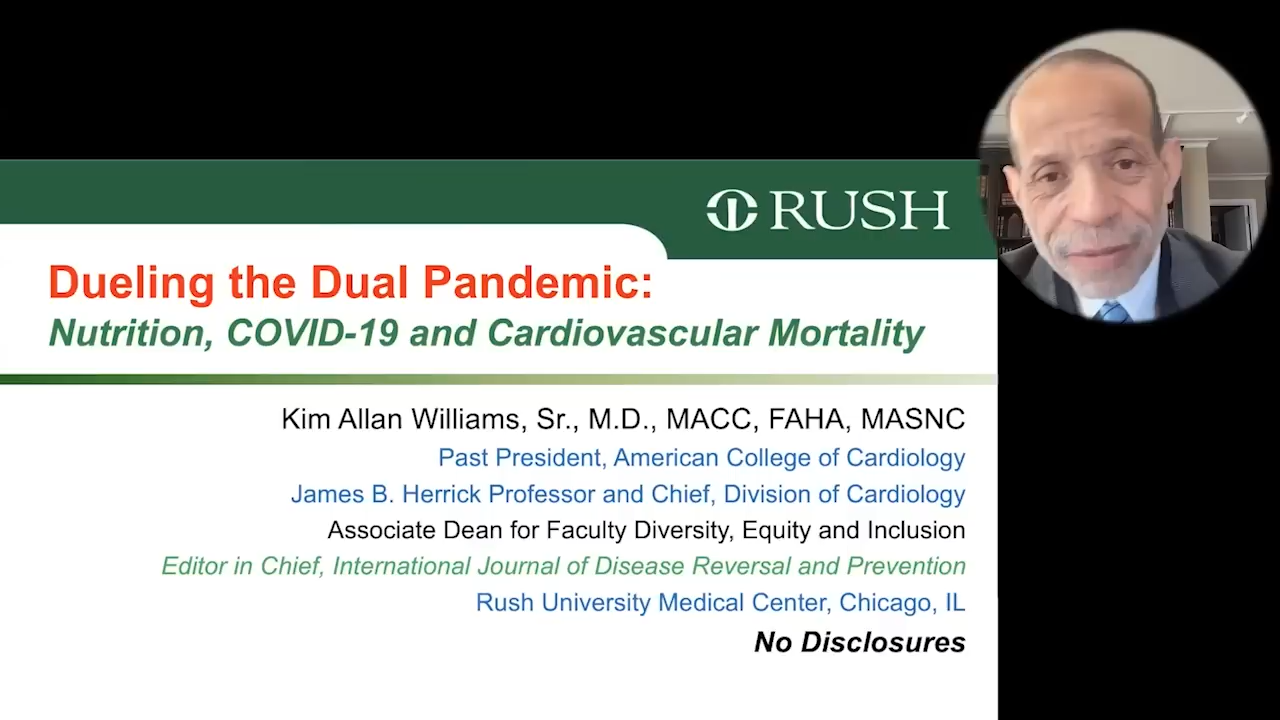 RUSH
Dueling the Dual Pandemic:
Nutrition, COVID-19 and Cardiovascular Mortality
Kim Allan Williams, Sr., M.D., MACC, FAHA, MASNC
Past President, American College of Cardiology
James B. Herrick Professor and Chief, Division of Cardiology
Associate Dean for Faculty Diversity, Equity and Inclusion
Editor in Chief, International Journal of Disease Reversal and Prevention
Rush University Medical Center, Chicago, IL
No Disclosures